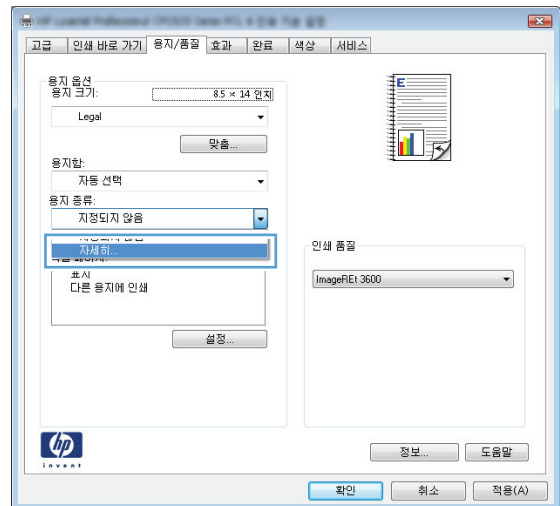 고급 인쇄 바로 가기 용지/품질 효과 완료 색상 서비스
용지 옵션
용지 크기: 8.5 × 14 인치
Legal
맞춤...
용지함:
자동 선택
용지 종류:
지정되지 않음
자세히...
표지
다른 용지에 인쇄
설정...
E
인쇄 품질
ImageREt 3600
hp
invent
정보... 도움말
확인 취소 적용(A)